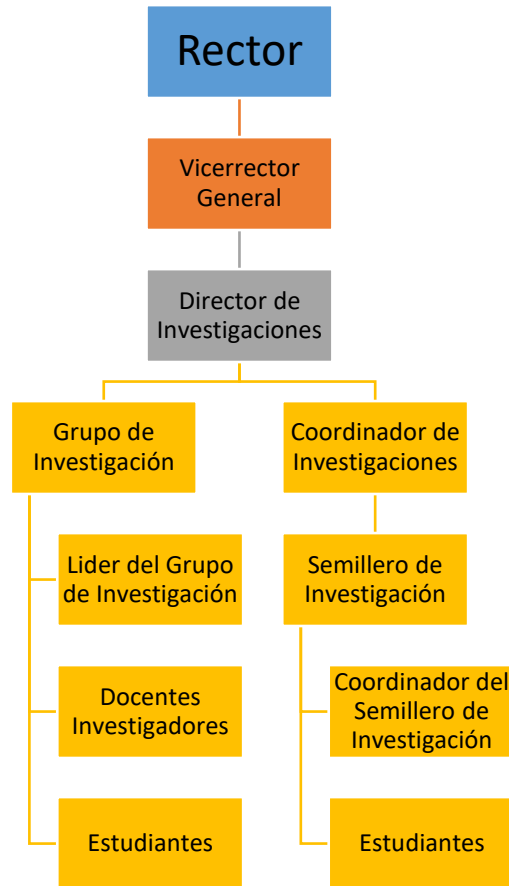 Rector
Vicerrector
General
Director de
Investigaciones
Grupo de
Investigación
Coordinador de
Investigaciones
Lider del Grupo
de Investigación
Semillero de
Investigación
Docentes
Investigadores
Coordinador del
Semillero de
Investigación
Estudiantes
Estudiantes